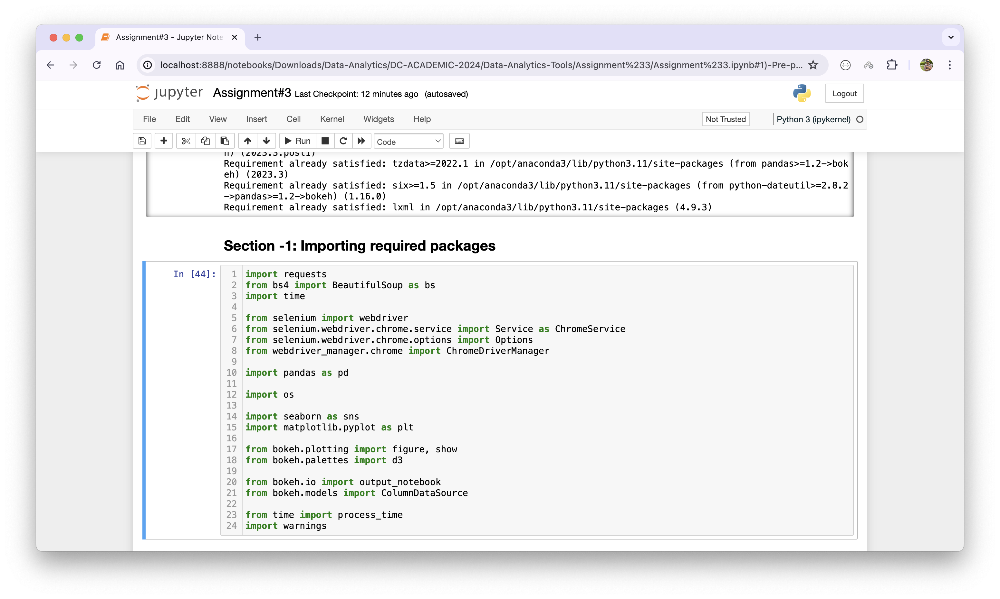 Assignment#3 - Jupyter Note
localhost:8888/notebooks/Downloads/Data-Analytics/DC-ACADEMIC-2024/Data-Analytics-Tools/Assignment%233/Assignment%233.ipynb#1)-Pre-p...
jupyter Assignment#3 Last Checkpoint: 12 minutes ago (autosaved)
Logout
File Edit View Insert Cell Kernel Widgets Help
Not Trusted
Python 3 (ipykernel)
Run
Code
h) (2023.3.post1)
Requirement already satisfied: tzdata>=2022.1 in /opt/anaconda3/lib/python3.11/site-packages (from pandas>=1.2->bok
eh) (2023.3)
Requirement already satisfied: six>=1.5 in /opt/anaconda3/lib/python3.11/site-packages (from python-dateutil>=2.8.2
->pandas>=1.2->bokeh) (1.16.0)
Requirement already satisfied: lxml in /opt/anaconda3/lib/python3.11/site-packages (4.9.3)
Section -1: Importing required packages
In [44]:
1 import requests
2 from bs4 import BeautifulSoup as bs
3 import time
4
5 from selenium import webdriver
6 from selenium.webdriver.chrome.service import Service as ChromeService
7 from selenium.webdriver.chrome.options import Options
8 from webdriver_manager.chrome import ChromeDriverManager
9
10 import pandas as pd
11
12 import os
13
14 import seaborn as sns
15 import matplotlib.pyplot as plt
16
17 from bokeh.plotting import figure, show
18 from bokeh.palettes import d3
19
20 from bokeh.io import output_notebook
21 from bokeh.models import ColumnDataSource
22
23 from time import process_time
24 import warnings